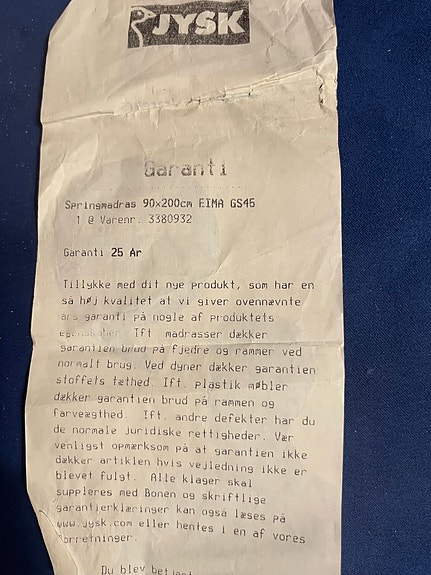 JYSK
Garanti
Springmadras 90x200cm EIMA GS45
1 @ Varenr. 3380932
Garanti 25 År
Tillykke med dit nye produkt, som har en
så høj kvalitet at vi giver ovennævnte
års garanti på nogle af produktets
egenskaber. Ift. madrasser dækker
garantien brud på fjedre og rammer ved
normalt brug. Ved dyner dækker garantien
stoffets tæthed. Ift. plastik møbler
dækker garantien brud på rammen og
farveægthed. Ift. andre defekter har du
de normale juridiske rettigheder. Vær
venligst opmærksom på at garantien ikke
dækker artiklen hvis vejledning ikke er
blevet fulgt. Alle klager skal
suppleres med Bonen og skriftlige
garantierklæringer kan også læses på
www.jysk.com eller hentes i en af vores
forretninger.
Du blev betjent